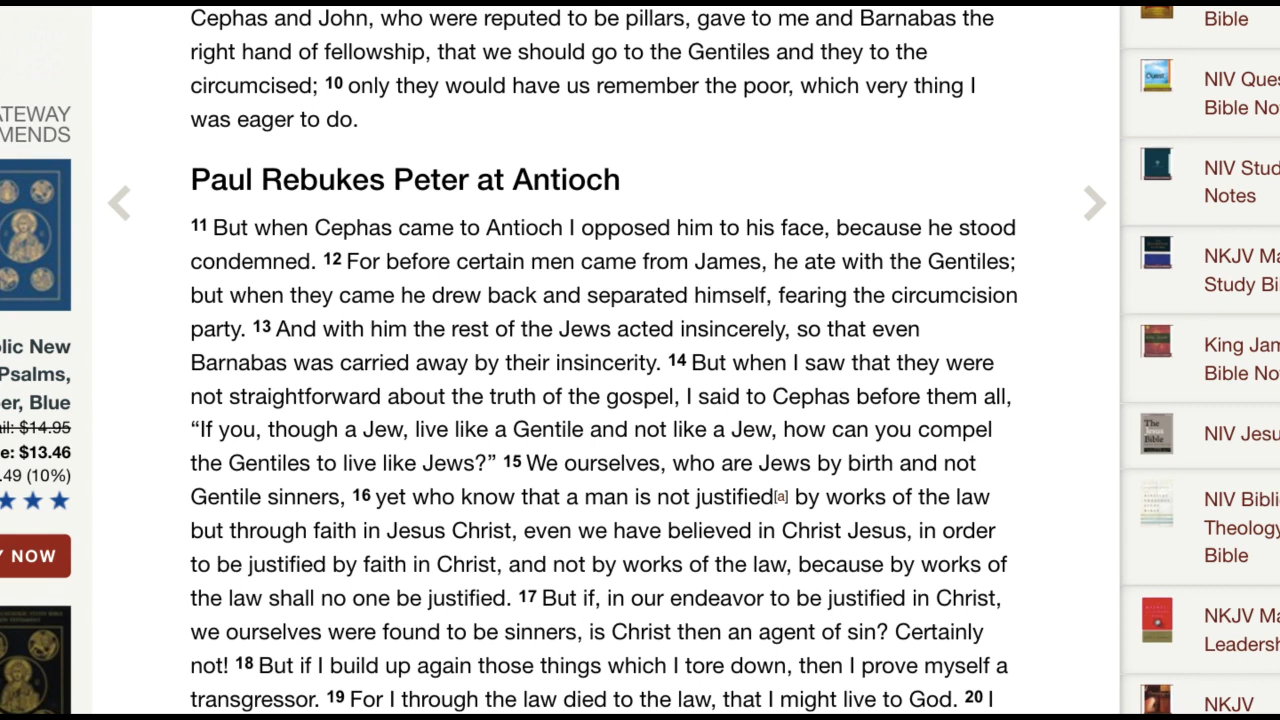 Cephas and John, who were reputed to be pillars, gave to me and Barnabas the
right hand of fellowship, that we should go to the Gentiles and they to the
circumcised; 10 only they would have us remember the poor, which very thing I
was eager to do.
Paul Rebukes Peter at Antioch
11 But when Cephas came to Antioch I opposed him to his face, because he stood
condemned. 12 For before certain men came from James, he ate with the Gentiles;
but when they came he drew back and separated himself, fearing the circumcision
party. 13 And with him the rest of the Jews acted insincerely, so that even
Barnabas was carried away by their insincerity. 14 But when I saw that they were
not straightforward about the truth of the gospel, I said to Cephas before them all,
“If you, though a Jew, live like a Gentile and not like a Jew, how can you compel
the Gentiles to live like Jews?” 15 We ourselves, who are Jews by birth and not
Gentile sinners, 16 yet who know that a man is not justified[a] by works of the law
but through faith in Jesus Christ, even we have believed in Christ Jesus, in order
to be justified by faith in Christ, and not by works of the law, because by works of
the law shall no one be justified. 17 But if, in our endeavor to be justified in Christ,
we ourselves were found to be sinners, is Christ then an agent of sin? Certainly
not! 18 But if I build up again those things which I tore down, then I prove myself a
transgressor. 19 For I through the law died to the law, that I might live to God. 20 I
ATEWAY
MENDS
lic New
Psalms,
er, Blue
ail: $14.95
e: $13.46
.49 (10%)
Y NOW
Bible
NIV Ques
Bible No
NIV Stud
Notes
NKJV Ma
Study Bi
King Jam
Bible No
The Jesus Bible
NIV Jesu
NIV Bibli
Theology
Bible
NKJV Ma
Leadersh
NKJV